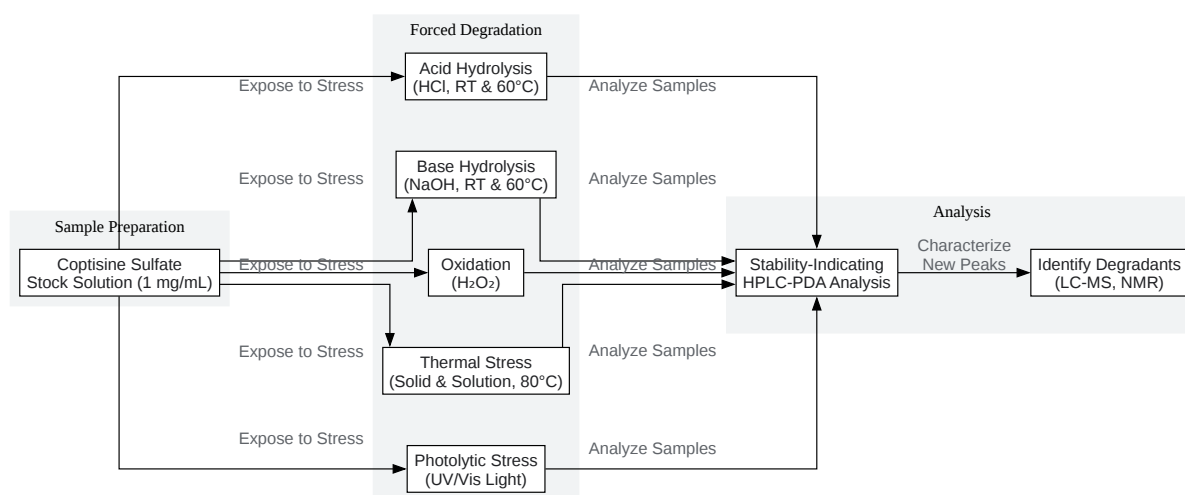 Forced Degradation
Acid Hydrolysis
(HCl, RT & 60°C)
Expose to Stress
Analyze Samples
Base Hydrolysis
(NaOH, RT & 60°C)
Expose to Stress
Analyze Samples
Sample Preparation
Coptisine Sulfate
Stock Solution (1 mg/mL)
Expose to Stress
Oxidation
(H₂O₂)
Analyze Samples
Analysis
Stability-Indicating
HPLC-PDA Analysis
Characterize
New Peaks
Identify Degradants
(LC-MS, NMR)
Expose to Stress
Thermal Stress
(Solid & Solution, 80°C)
Analyze Samples
Expose to Stress
Photolytic Stress
(UV/Vis Light)
Analyze Samples